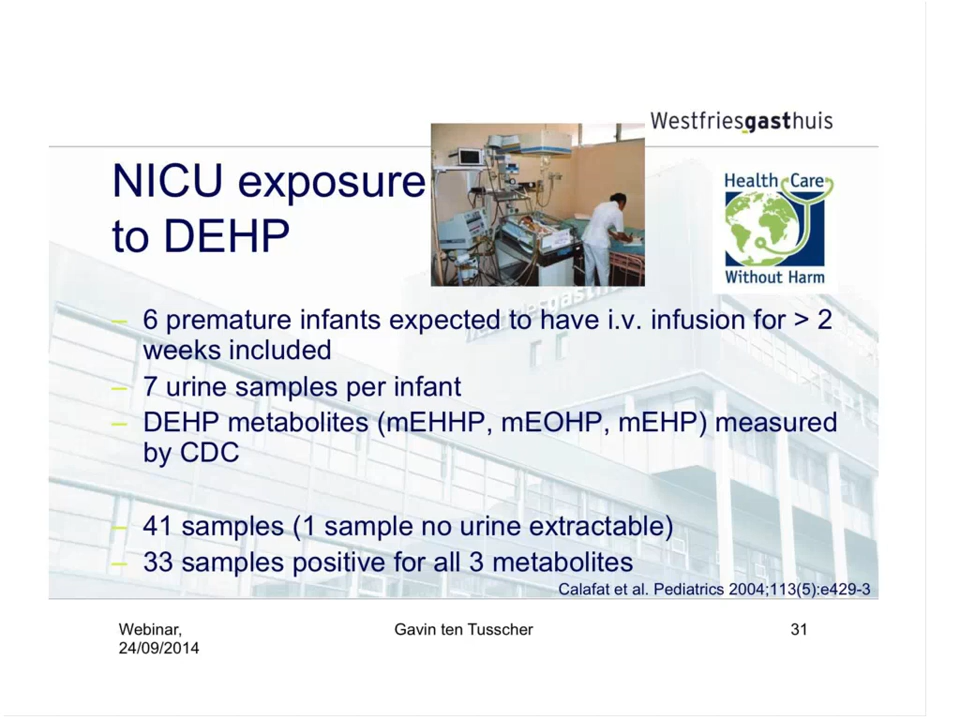 Westfriesgasthuis
NICU exposure
to DEHP
Health Care
Without Harm
– 6 premature infants expected to have i.v. infusion for > 2
weeks included
– 7 urine samples per infant
– DEHP metabolites (mEHHP, mEOHP, mEHP) measured
by CDC
– 41 samples (1 sample no urine extractable)
– 33 samples positive for all 3 metabolites
Calafat et al. Pediatrics 2004;113(5):e429-3
Webinar,
24/09/2014
Gavin ten Tusscher
31